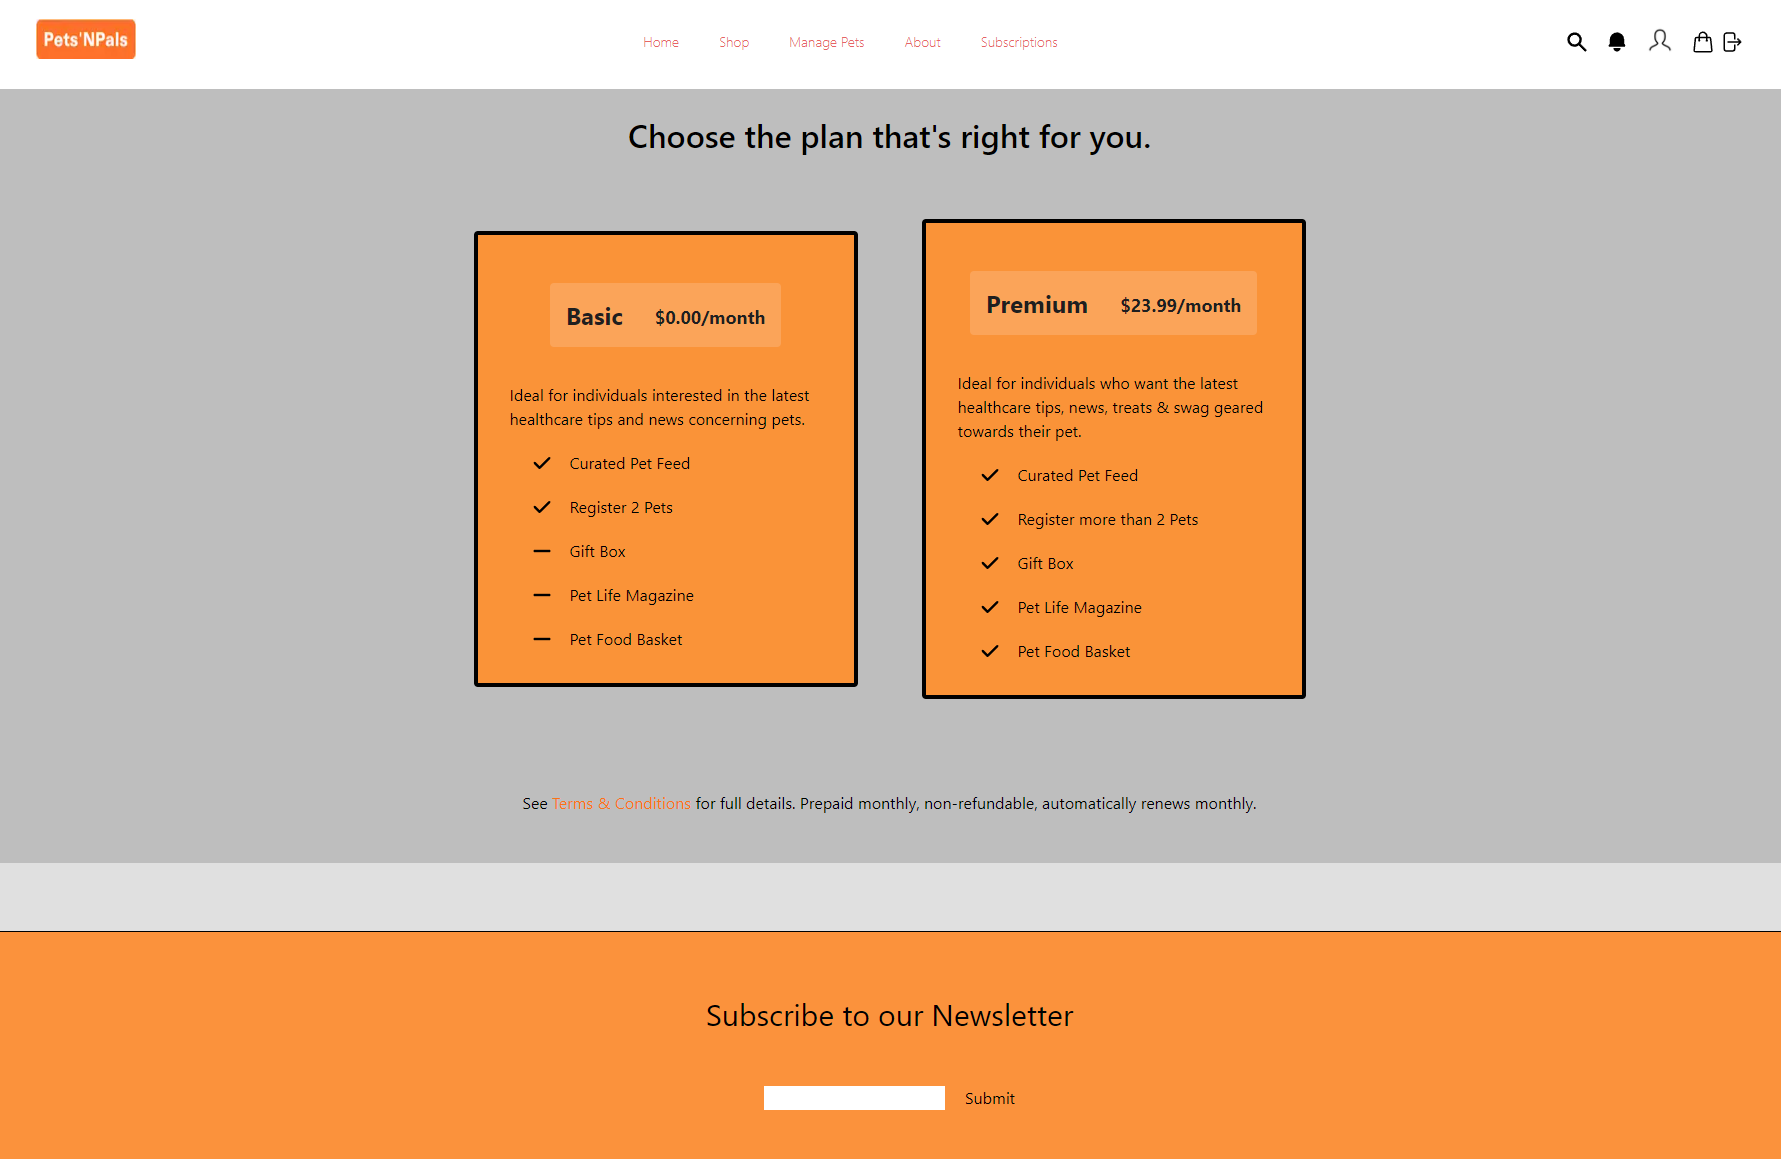 Pets'NPals
Home Shop Manage Pets About Subscriptions
Choose the plan that's right for you.
Basic $0.00/month
Ideal for individuals interested in the latest
healthcare tips and news concerning pets.
Curated Pet Feed
Register 2 Pets
Gift Box
Pet Life Magazine
Pet Food Basket
Premium $23.99/month
Ideal for individuals who want the latest
healthcare tips, news, treats & swag geared
towards their pet.
Curated Pet Feed
Register more than 2 Pets
Gift Box
Pet Life Magazine
Pet Food Basket
See Terms & Conditions for full details. Prepaid monthly, non-refundable, automatically renews monthly.
Subscribe to our Newsletter
Submit